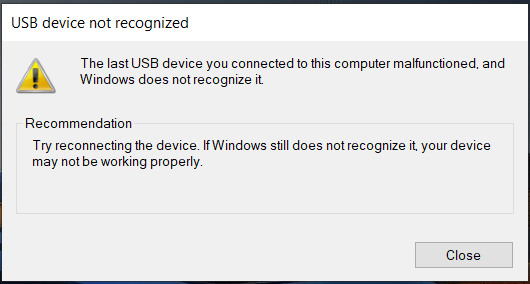 USB device not recognized
The last USB device you connected to this computer malfunctioned, and
Windows does not recognize it.
Recommendation
Try reconnecting the device. If Windows still does not recognize it, your device
may not be working properly.
Close